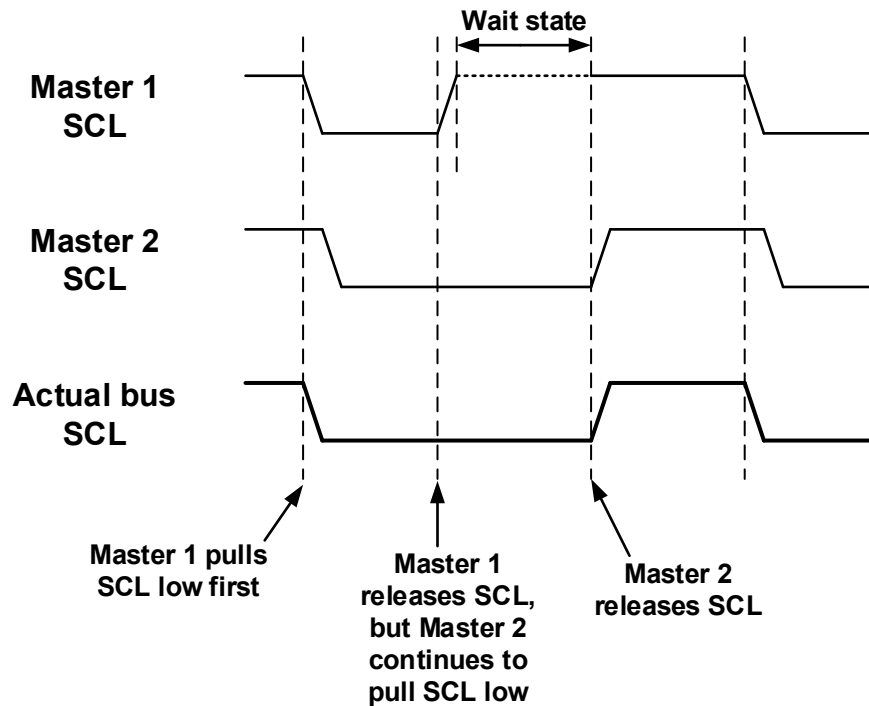 Wait state
Master 1
SCL
Master 2
SCL
Actual bus
SCL
Master 1 pulls
SCL low first
Master 1
releases SCL,
but Master 2
continues to
pull SCL low
Master 2
releases SCL